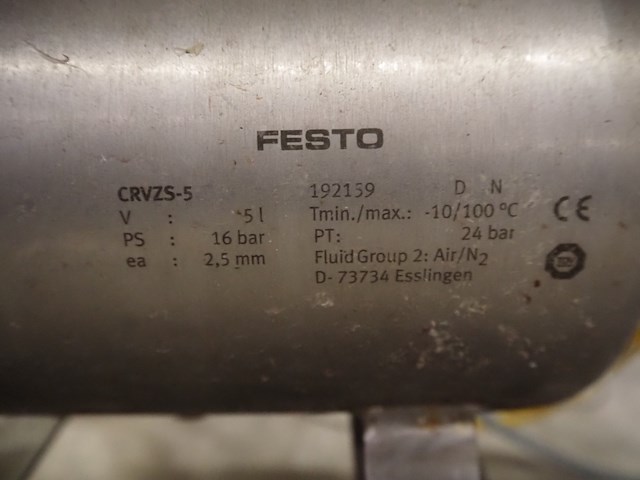 FESTO
CRVZS-5 192159 D N
V : 5 l Tmin./max.: -10/100 °C CE
PS : 16 bar PT: 24 bar
ea : 2,5 mm Fluid Group 2: Air/N2
D-73734 Esslingen